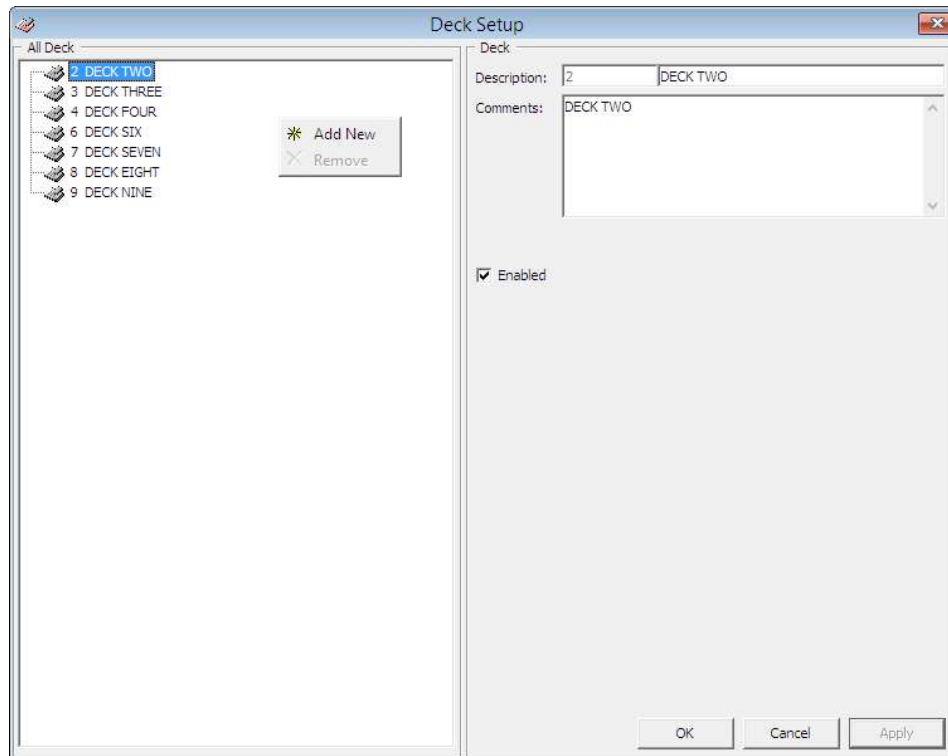 Deck Setup
All Deck
2 DECK TWO
3 DECK THREE
4 DECK FOUR
6 DECK SIX
7 DECK SEVEN
8 DECK EIGHT
9 DECK NINE
Add New
Remove
Deck
Description: 2 DECK TWO
Comments: DECK TWO
Enabled
OK Cancel Apply